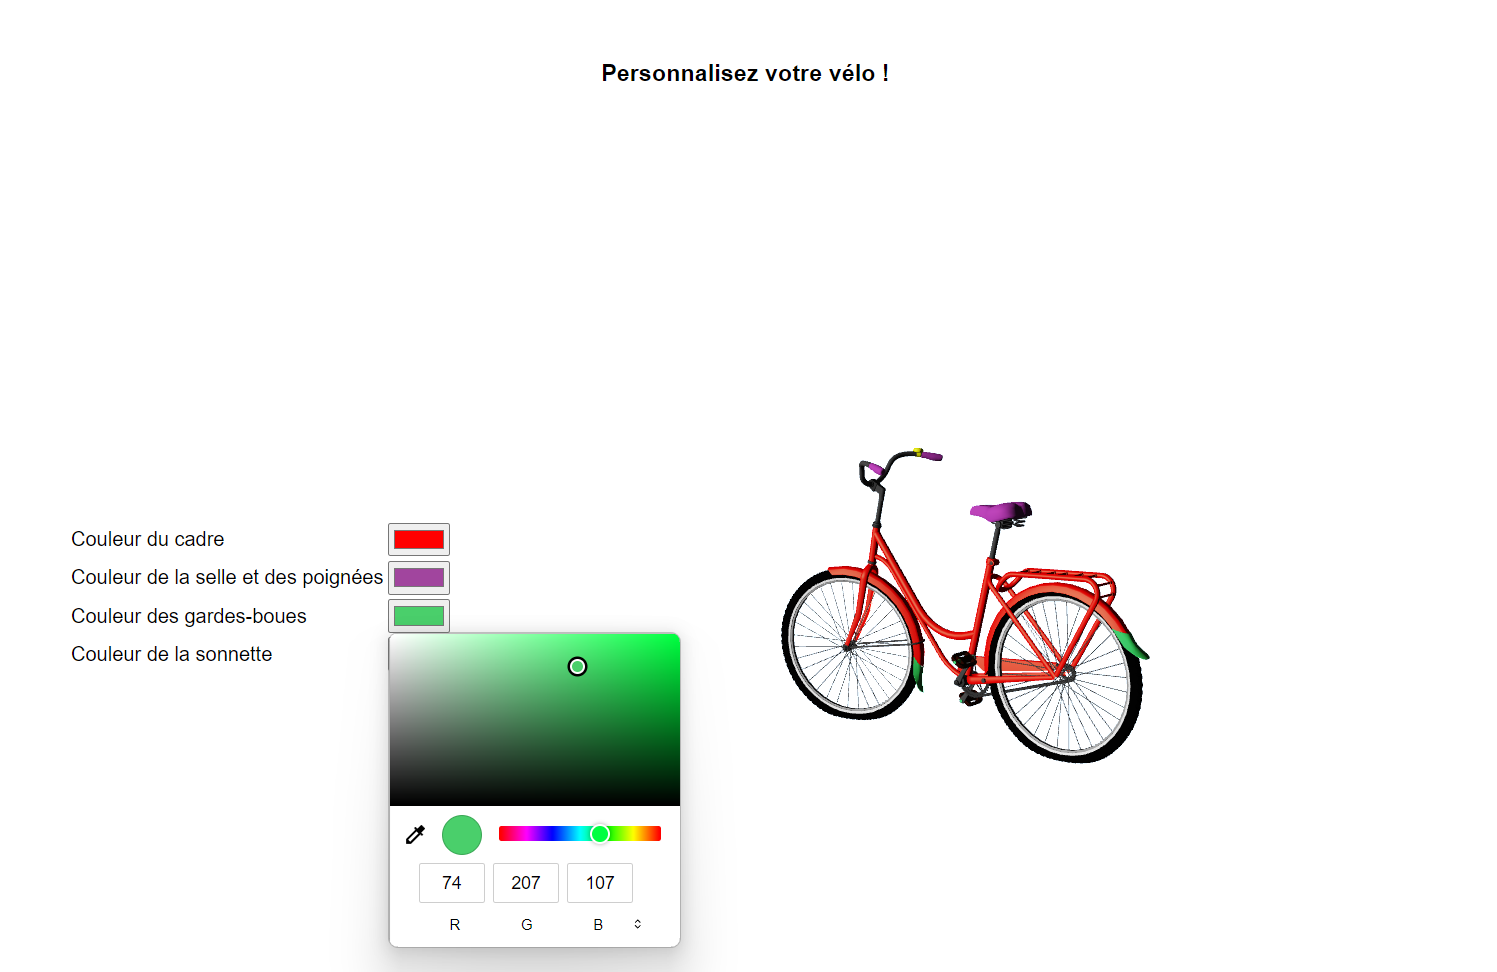 Personnalisez votre vélo !
Couleur du cadre
Couleur de la selle et des poignées
Couleur des gardes-boues
Couleur de la sonnette
74 207 107
R G B